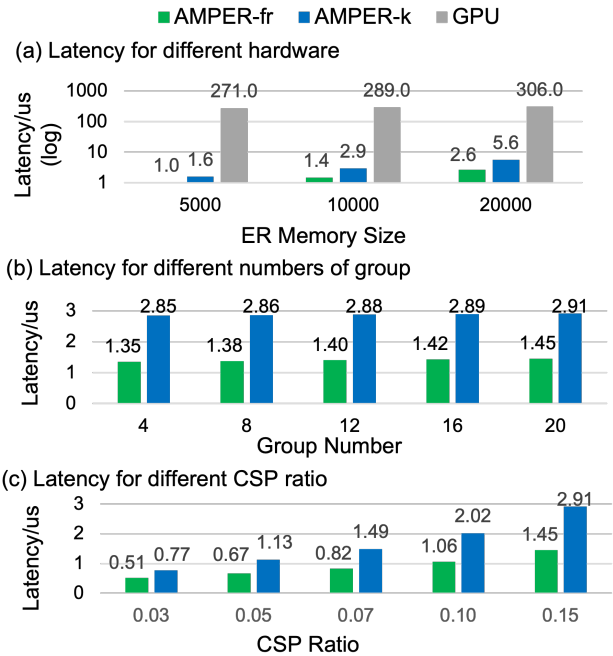 AMPER-fr AMPER-k GPU
(a) Latency for different hardware
Latency/us
(log)
1000
100
10
1
1.0 1.6 271.0
1.4 2.9 289.0
2.6 5.6 306.0
5000 10000 20000
ER Memory Size
(b) Latency for different numbers of group
Latency/us
3
2
1
0
1.35 2.85
1.38 2.86
1.40 2.88
1.42 2.89
1.45 2.91
4 8 12 16 20
Group Number
(c) Latency for different CSP ratio
Latency/us
3
2
1
0
0.51 0.77
0.67 1.13
0.82 1.49
1.06 2.02
1.45 2.91
0.03 0.05 0.07 0.10 0.15
CSP Ratio